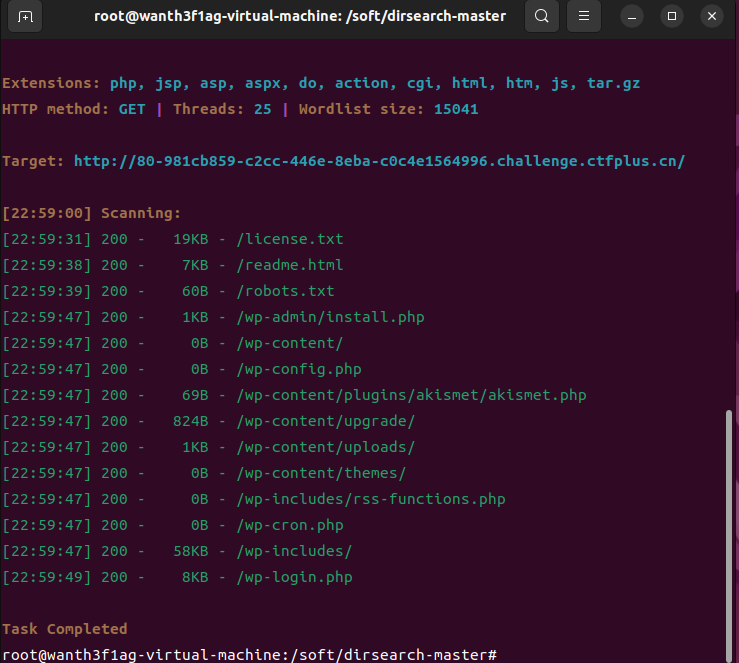 root@wanth3f1ag-virtual-machine: /soft/dirsearch-master
Extensions: php, jsp, asp, aspx, do, action, cgi, html, htm, js, tar.gz
HTTP method: GET | Threads: 25 | Wordlist size: 15041
Target: http://80-981cb859-c2cc-446e-8eba-c0c4e1564996.challenge.ctfplus.cn/
[22:59:00] Scanning:
[22:59:31] 200 -   19KB - /license.txt
[22:59:38] 200 -    7KB - /readme.html
[22:59:39] 200 -    60B - /robots.txt
[22:59:47] 200 -    1KB - /wp-admin/install.php
[22:59:47] 200 -     0B - /wp-content/
[22:59:47] 200 -     0B - /wp-config.php
[22:59:47] 200 -    69B - /wp-content/plugins/akismet/akismet.php
[22:59:47] 200 -   824B - /wp-content/upgrade/
[22:59:47] 200 -    1KB - /wp-content/uploads/
[22:59:47] 200 -     0B - /wp-content/themes/
[22:59:47] 200 -     0B - /wp-includes/rss-functions.php
[22:59:47] 200 -     0B - /wp-cron.php
[22:59:47] 200 -   58KB - /wp-includes/
[22:59:49] 200 -    8KB - /wp-login.php
Task Completed
root@wanth3f1ag-virtual-machine:/soft/dirsearch-master#